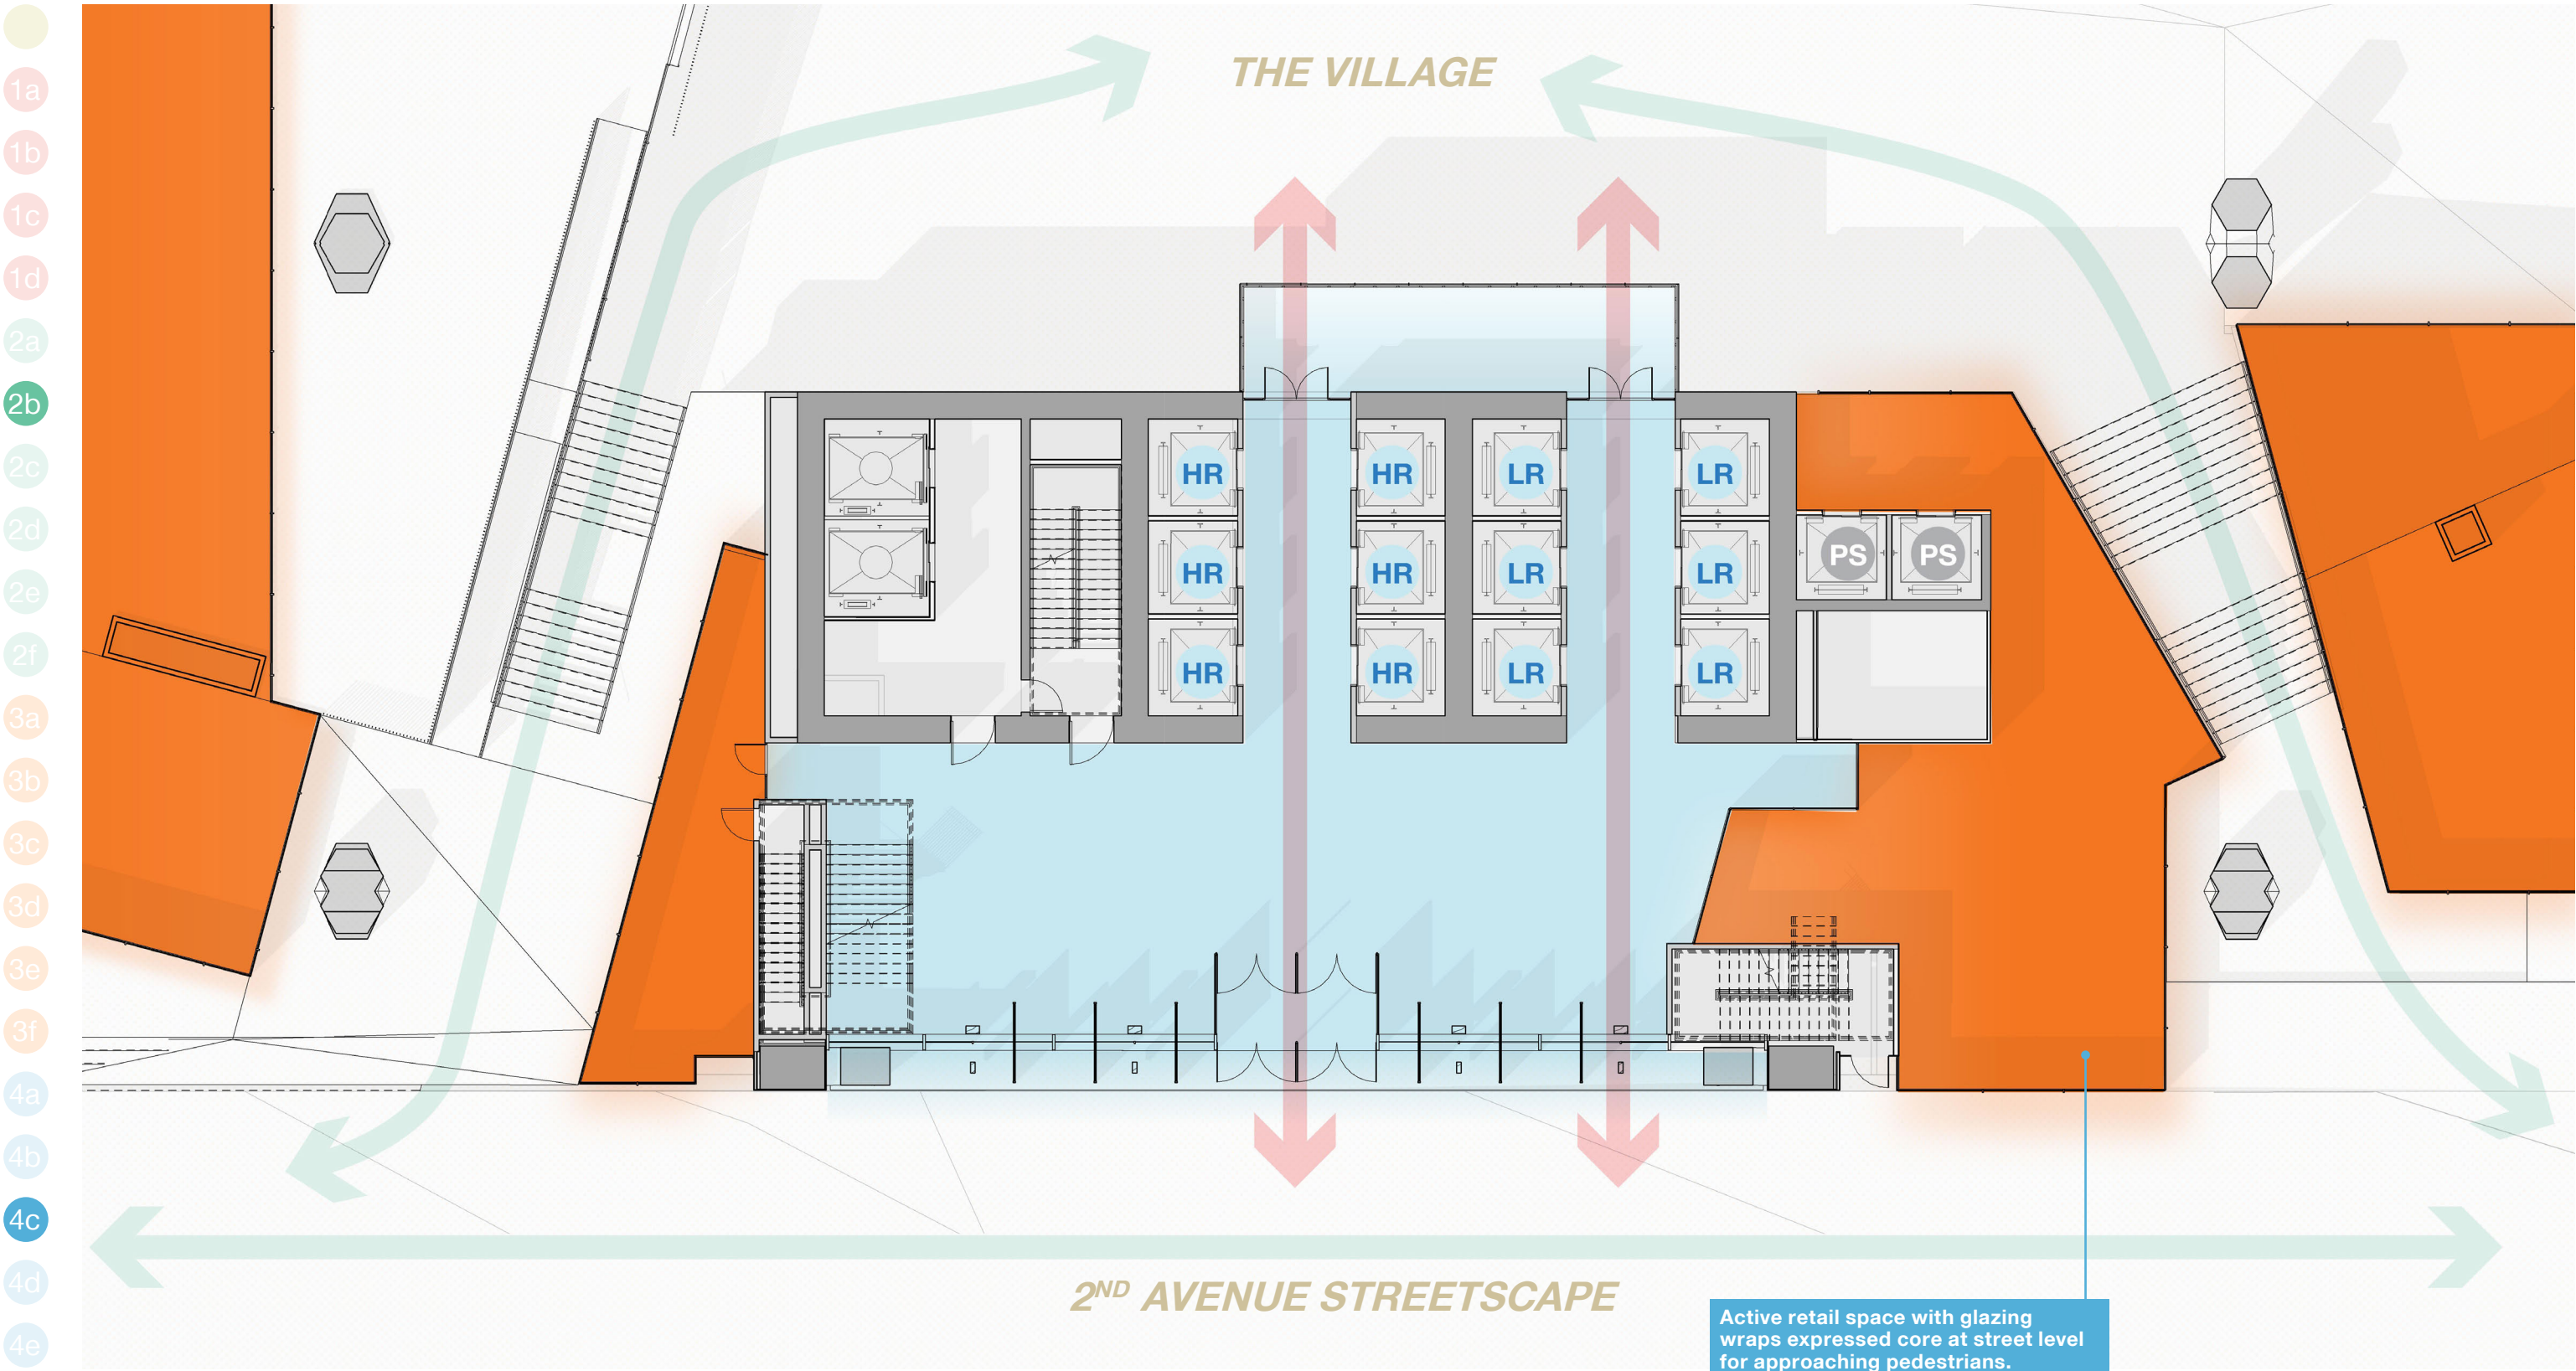 1a
1b
1c
1d
2a
2b
2c
2d
2e
2f
3a
3b
3c
3d
3e
3f
4a
4b
4c
4d
4e
THE VILLAGE
HR HR LR LR
PS PS
HR HR LR LR
HR HR LR LR
2ND AVENUE STREETSCAPE
Active retail space with glazing
wraps expressed core at street level
for approaching pedestrians.